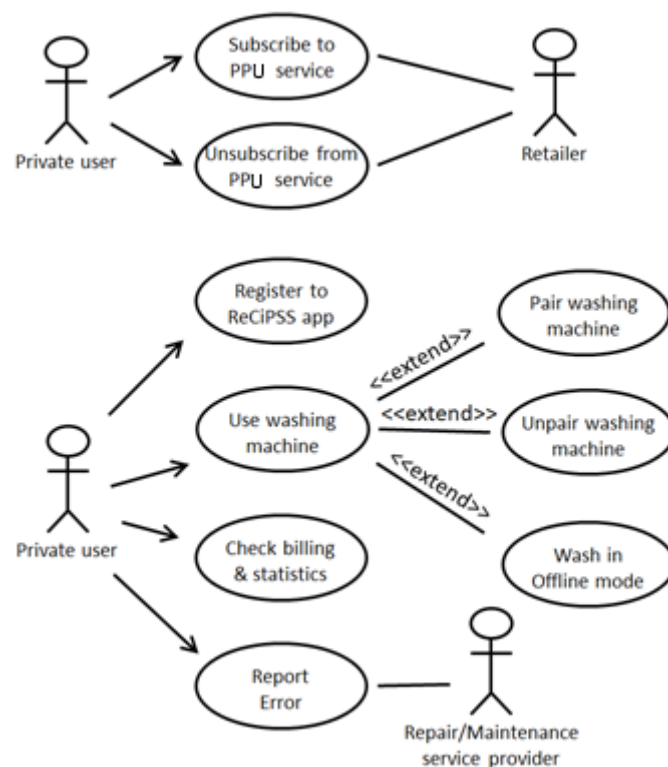 Subscribe to
PPU service
Private user
Unsubscribe from
PPU service
Retailer
Register to
ReCiPSS app
Pair washing
machine
<<extend>>
Use washing
machine
<<extend>>
Unpair washing
machine
<<extend>>
Private user
Check billing
& statistics
Wash in
Offline mode
Report
Error
Repair/Maintenance
service provider